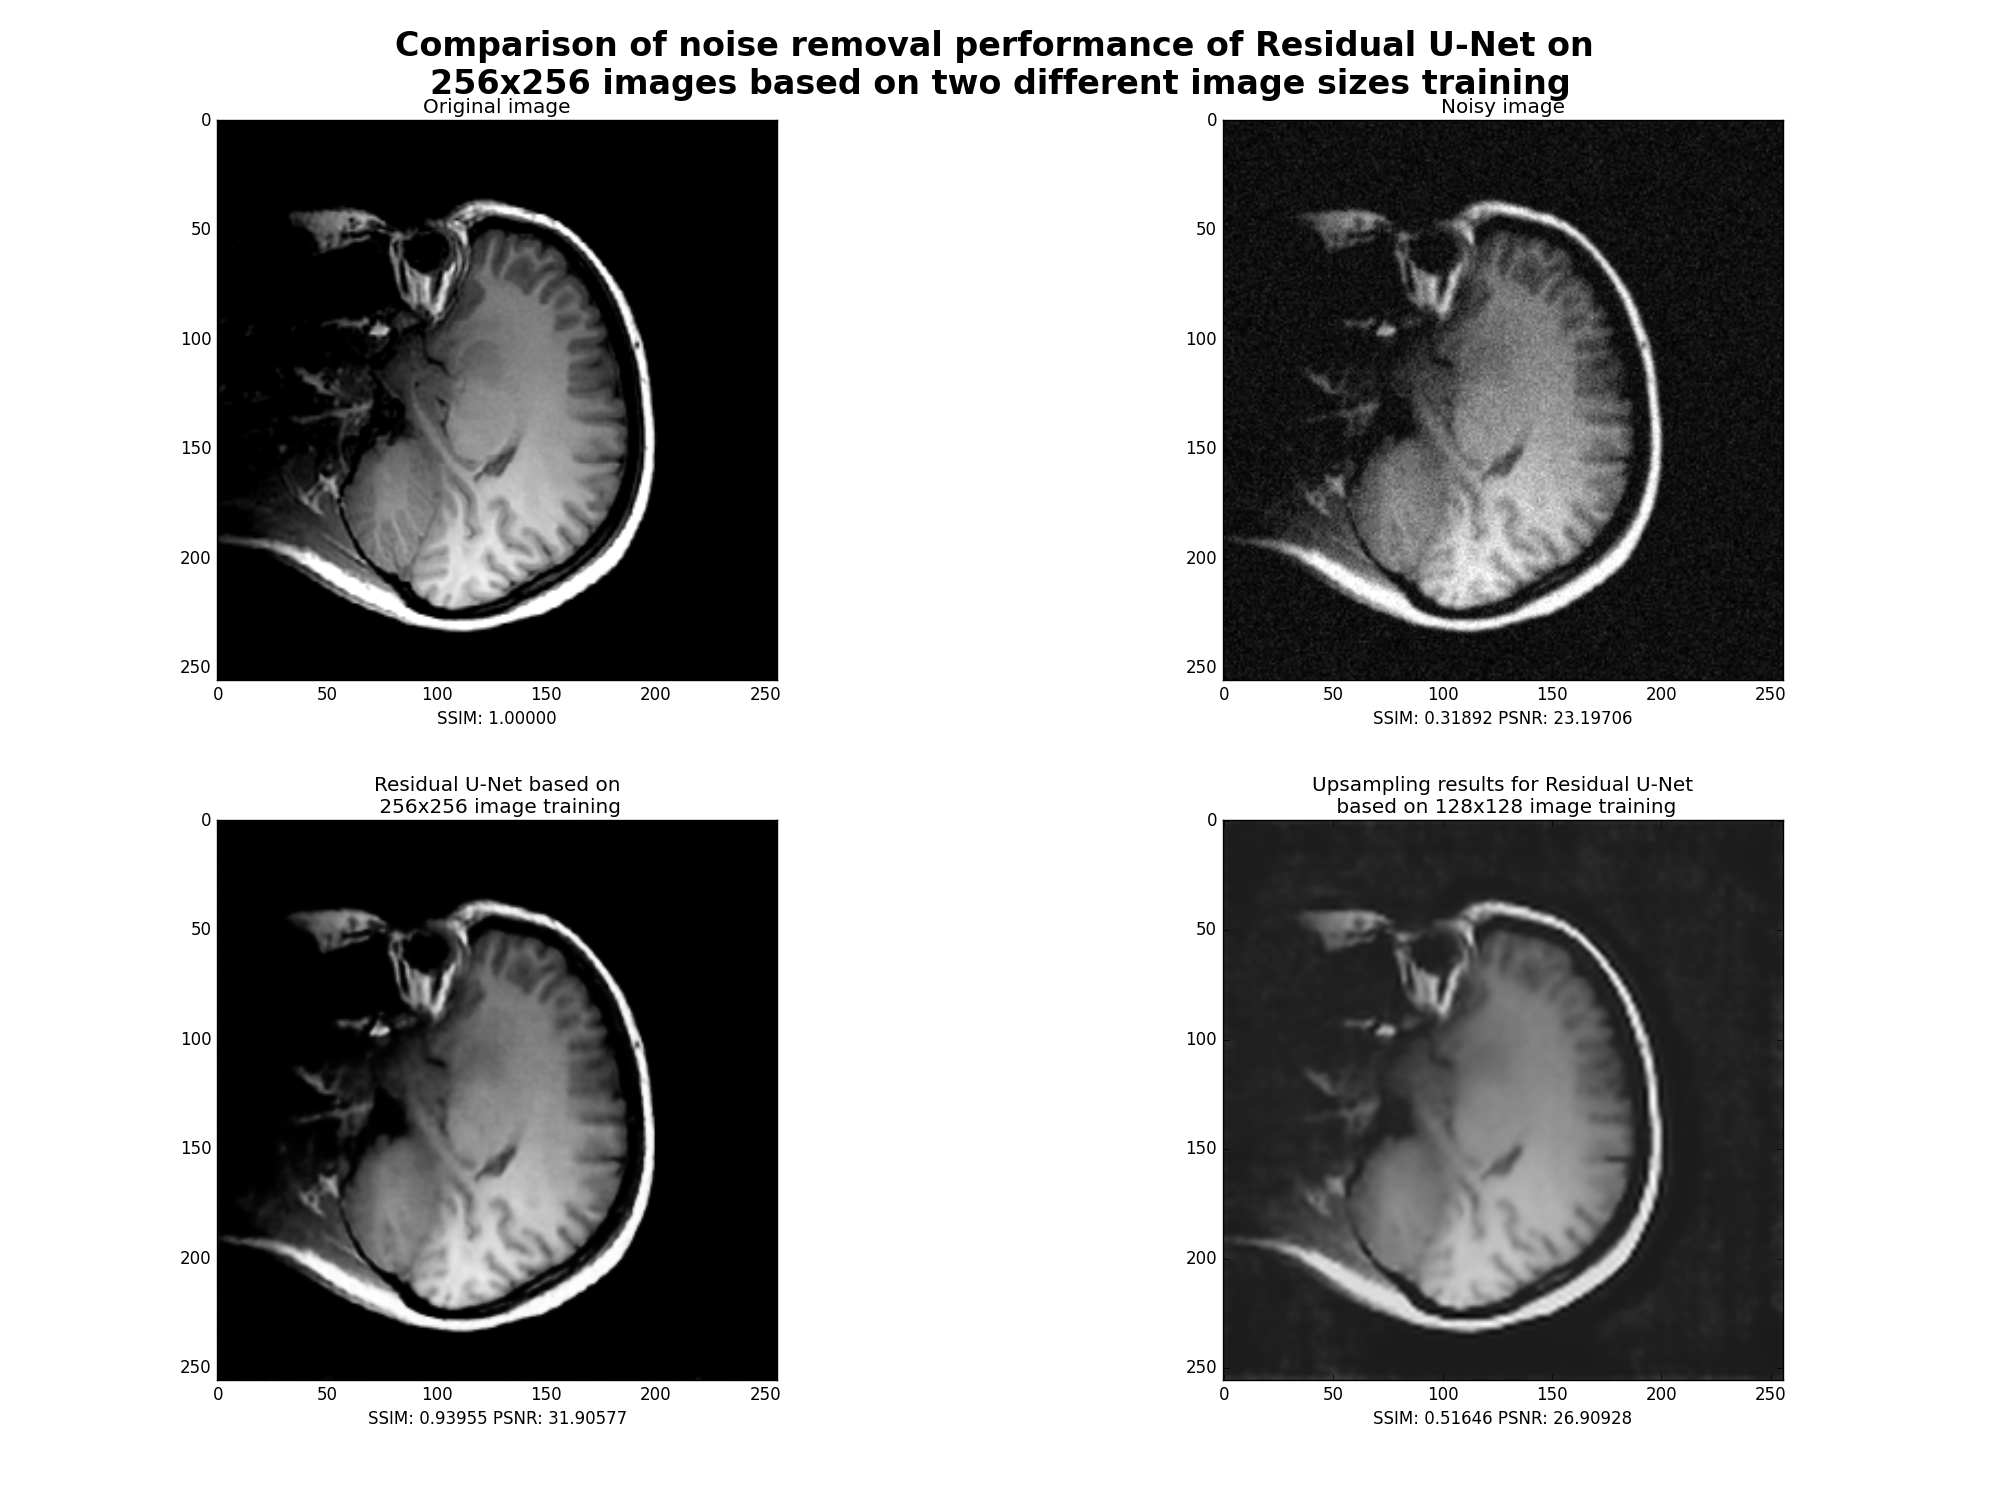 Comparison of noise removal performance of Residual U-Net on
256x256 images based on two different image sizes training
Original image
0
50
100
150
200
250
0 50 100 150 200 250
SSIM: 1.00000
Noisy image
0
50
100
150
200
250
0 50 100 150 200 250
SSIM: 0.31892 PSNR: 23.19706
Residual U-Net based on
256x256 image training
0
50
100
150
200
250
0 50 100 150 200 250
SSIM: 0.93955 PSNR: 31.90577
Upsampling results for Residual U-Net
based on 128x128 image training
0
50
100
150
200
250
0 50 100 150 200 250
SSIM: 0.51646 PSNR: 26.90928